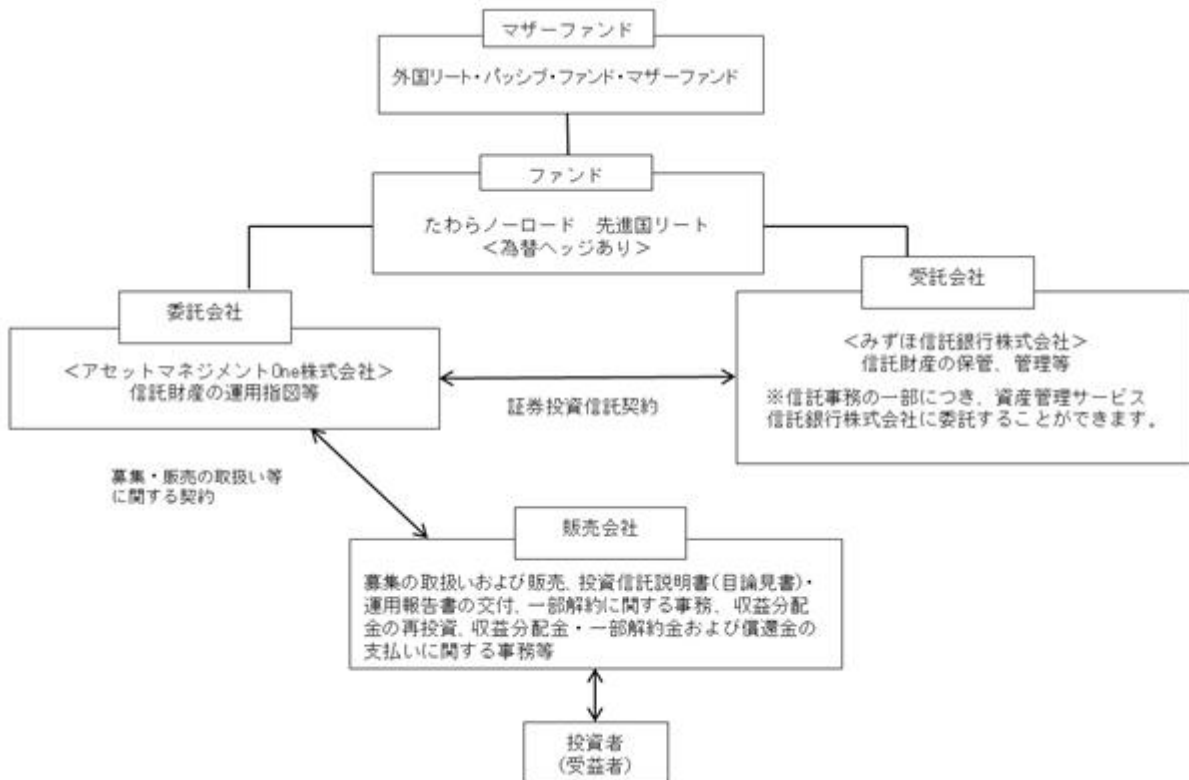 マザーファンド
外国リート・パッシブ・ファンド・マザーファンド
ファンド
たわらノーロード　先進国リート
＜為替ヘッジあり＞
委託会社
＜アセットマネジメントOne株式会社＞
信託財産の運用指図等
受託会社
＜みずほ信託銀行株式会社＞
信託財産の保管、管理等
※信託事務の一部につき、資産管理サービス
信託銀行株式会社に委託することができます。
証券投資信託契約
募集・販売の取扱い等
に関する契約
販売会社
募集の取扱いおよび販売、投資信託説明書(目論見書)・
運用報告書の交付、一部解約に関する事務、収益分配
金の再投資、収益分配金・一部解約金および償還金の
支払いに関する事務等
投資者
(受益者)